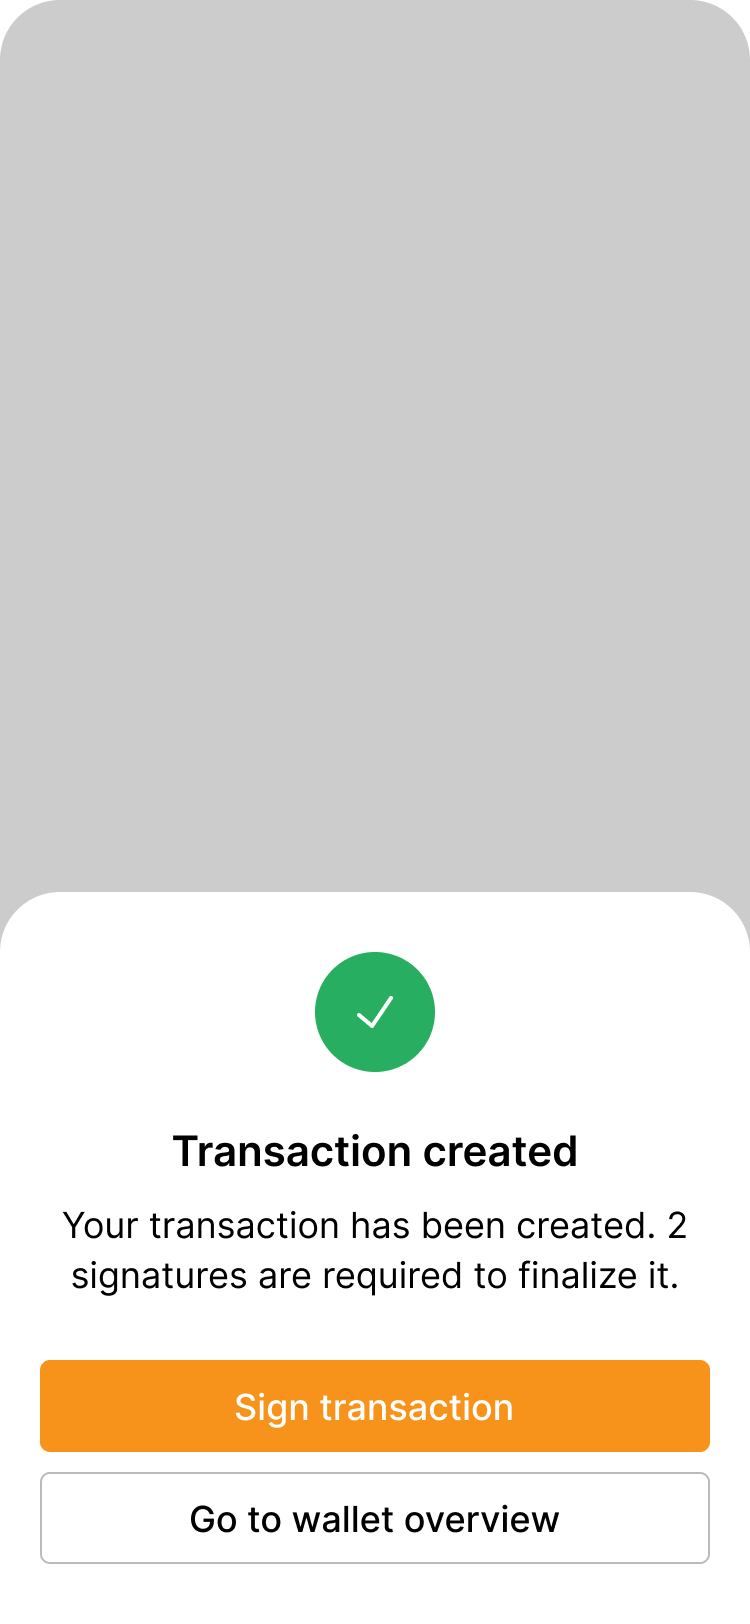 Transaction created
Your transaction has been created. 2
signatures are required to finalize it.
Sign transaction
Go to wallet overview